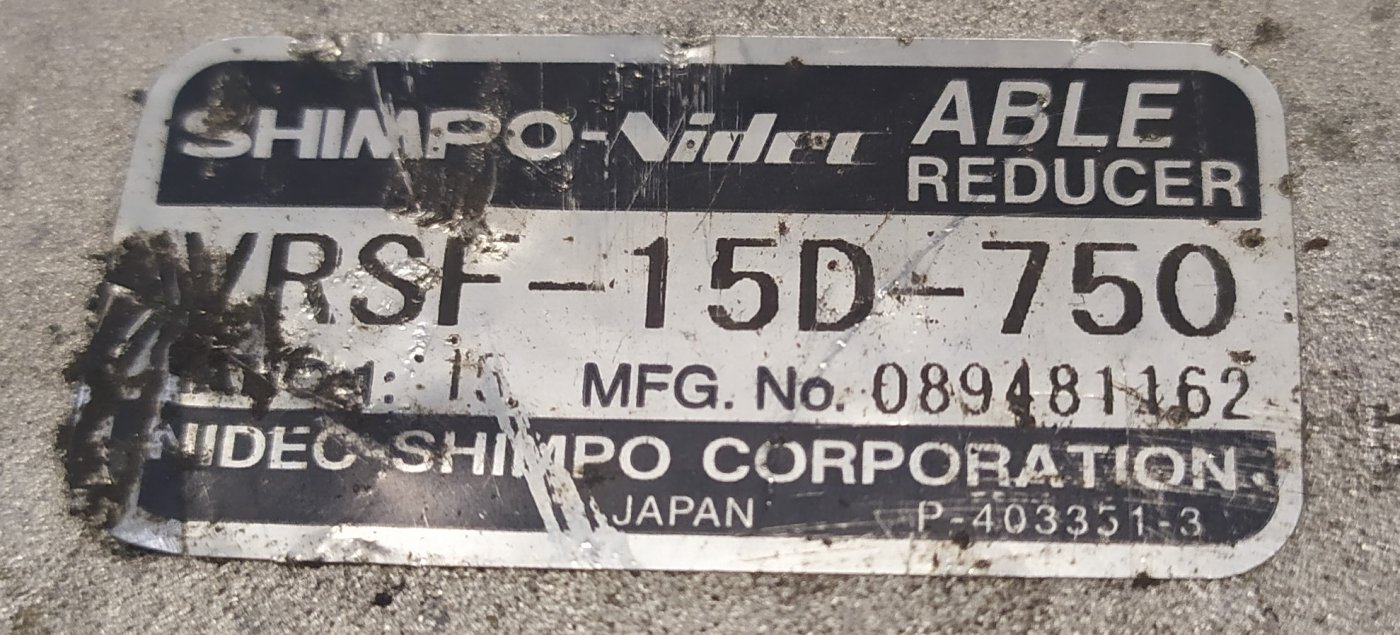 SHIMPO-Nidec ABLE REDUCER
VRSF-15D-750
MFG. No. 089481162
NIDEC SHIMPO CORPORATION.
JAPAN P-403351-3